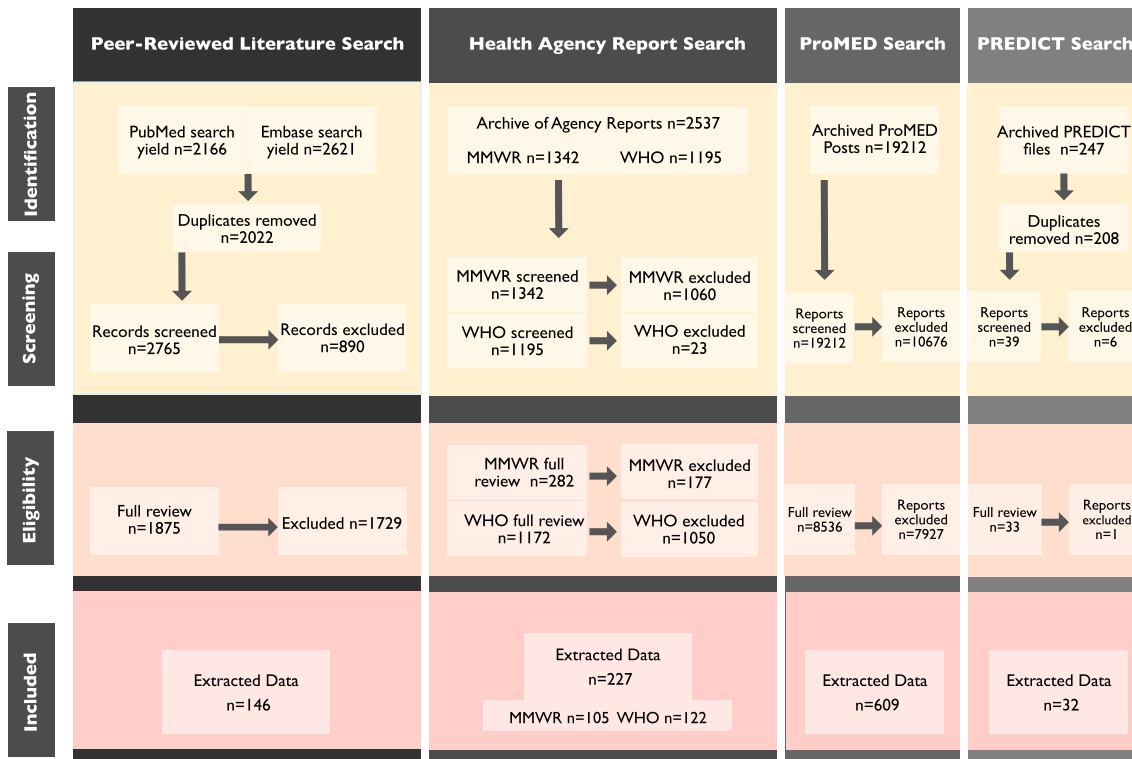 Peer-Reviewed Literature Search
Health Agency Report Search
ProMED Search
PREDICT Search
Identification
PubMed search
yield n=2166
Embase search
yield n=2621
Duplicates removed
n=2022
Archive of Agency Reports n=2537
MMWR n=1342
WHO n=1195
Archived ProMED
Posts n=19212
Archived PREDICT
files n=247
Duplicates
removed n=208
Screening
Records screened
n=2765
Records excluded
n=890
MMWR screened
n=1342
MMWR excluded
n=1060
WHO screened
n=1195
WHO excluded
n=23
Reports
screened
n=19212
Reports
excluded
n=10676
Reports
screened
n=39
Reports
excluded
n=6
Eligibility
Full review
n=1875
Excluded n=1729
MMWR full
review n=282
MMWR excluded
n=177
WHO full review
n=1172
WHO excluded
n=1050
Full review
n=8536
Reports
excluded
n=7927
Full review
n=33
Reports
excluded
n=1
Included
Extracted Data
n=146
Extracted Data
n=227
MMWR n=105 WHO n=122
Extracted Data
n=609
Extracted Data
n=32